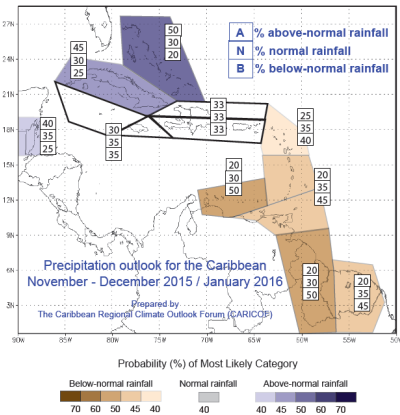 27N
24N
21N
18N
15N
12N
9N
6N
3N
90W 85W 80W 75W 70W 65W 60W 55W 50W
A % above-normal rainfall
N % normal rainfall
B % below-normal rainfall
50
30
20
45
30
25
33
33
33
40
35
25
30
35
35
25
35
40
20
30
50
20
35
45
20
30
50
20
35
45
Precipitation outlook for the Caribbean
November - December 2015 / January 2016
Prepared by
The Caribbean Regional Climate Outlook Forum (CARICOF)
Probability (%) of Most Likely Category
Below-normal rainfall Normal rainfall Above-normal rainfall
70 60 50 45 40 40 40 45 50 60 70